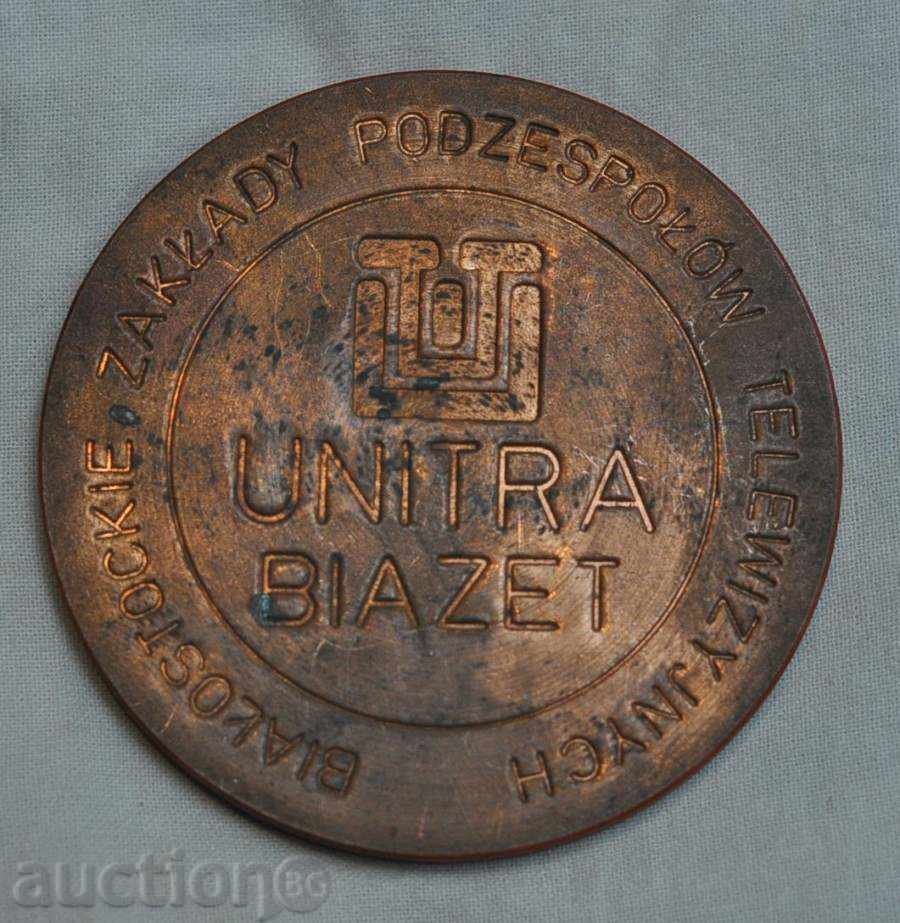 BIAŁOSTOCKIE ZAKŁADY PODZESPOŁÓW TELEWIZYJNYCH
UNITRA
BIAZET
auction BG